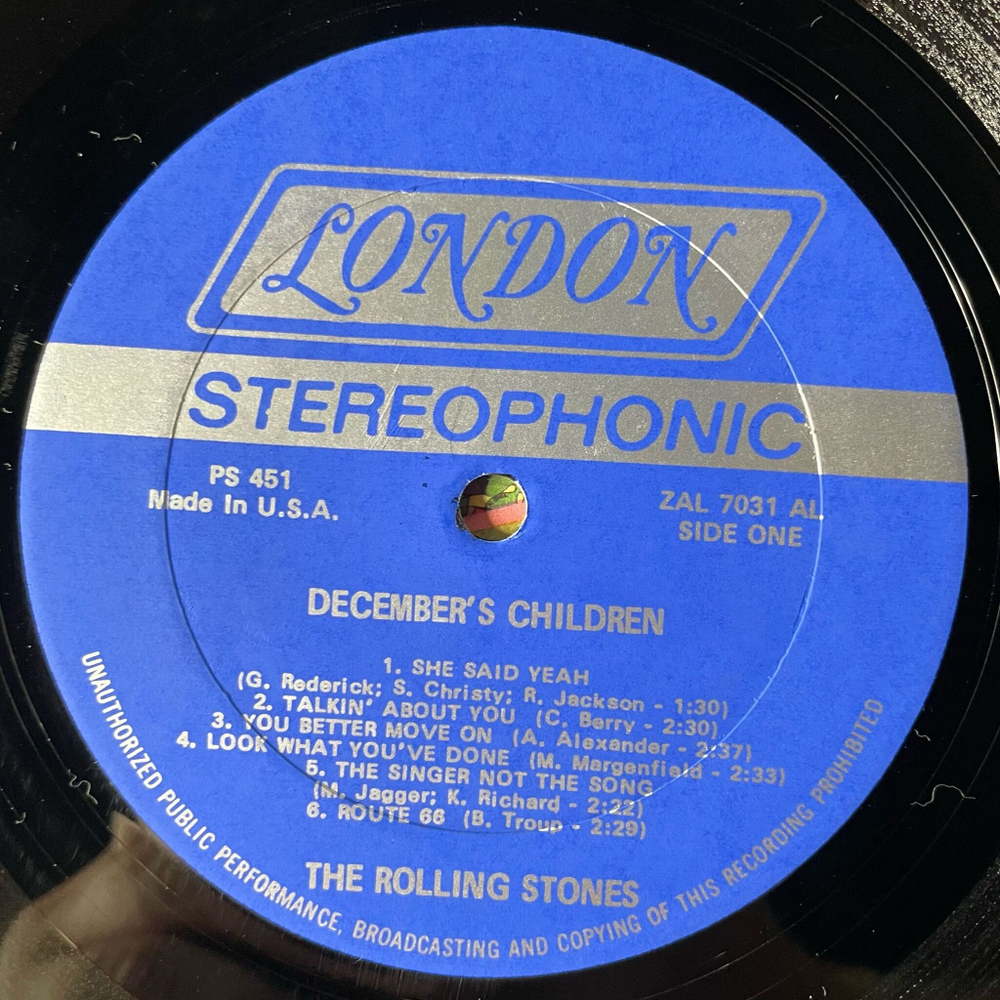 LONDON
STEREOPHONIC
PS 451
Made In U.S.A.
ZAL 7031 AL
SIDE ONE
DECEMBER'S CHILDREN
1. SHE SAID YEAH
(G. Rederick; S. Christy; R. Jackson - 1:30)
2. TALKIN' ABOUT YOU (C. Berry - 2:30)
3. YOU BETTER MOVE ON (A. Alexander - 2:37)
4. LOOK WHAT YOU'VE DONE (M. Margenfield - 2:33)
5. THE SINGER NOT THE SONG
(M. Jagger; K. Richard - 2:22)
6. ROUTE 66 (B. Troup - 2:29)
THE ROLLING STONES
UNAUTHORIZED PUBLIC PERFORMANCE, BROADCASTING AND COPYING OF THIS RECORDING PROHIBITED